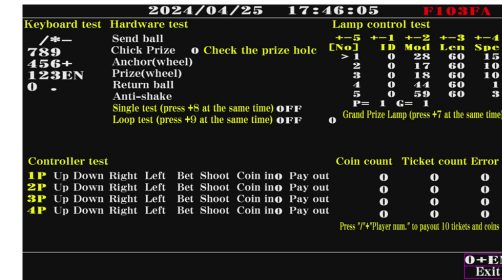 2024/04/25 17:46:05 F103FA
Keyboard test Hardware test Lamp control test
/*- Send ball +-5 +-1 +-2 +-3 +-4
789 Chick Prize 0 Check the prize holc [No] ID Mod Len Spe
456+ Anchor(wheel) >1 0 28 60 15
123EN Prize(wheel) 2 0 17 60 10
0 . Return ball 3 0 18 60 10
Anti-shake 4 0 44 60 1
Single test (press +8 at the same time) OFF 5 0 59 60 3
Loop test (press +9 at the same time) OFF 0 P= 1 G= 1
Grand Prize Lamp (press +7 at the same time)
Controller test Coin count Ticket count Error
1P Up Down Right Left Bet Shoot Coin in0 Pay out 0 0 0
2P Up Down Right Left Bet Shoot Coin in0 Pay out 0 0 0
3P Up Down Right Left Bet Shoot Coin in0 Pay out 0 0 0
4P Up Down Right Left Bet Shoot Coin in0 Pay out 0 0 0
Press "/"+"Player num." to payout 10 tickets and coins
0+E
Exit